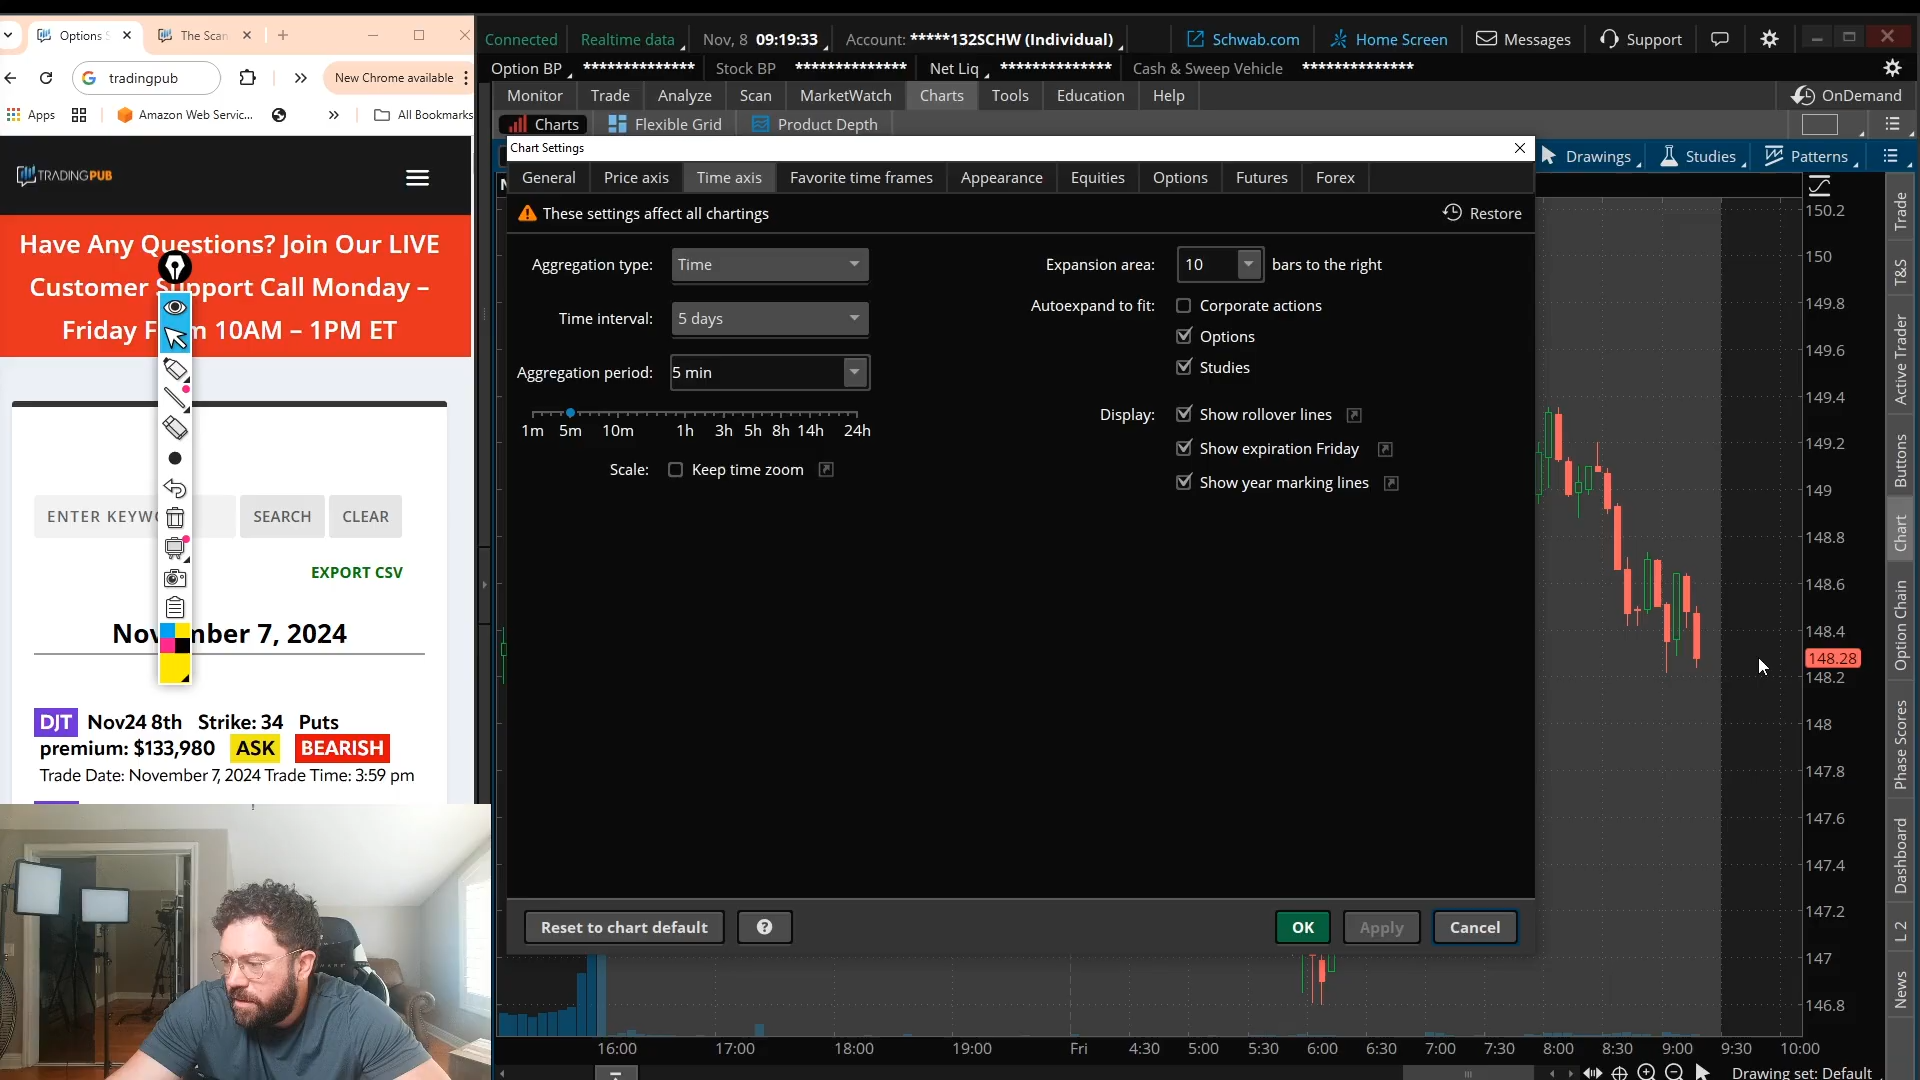 Options S
The Scan
tradingpub
New Chrome available
Apps
Amazon Web Servic...
All Bookmarks
TRADINGPUB
Have Any Questions? Join Our LIVE
Customer Support Call Monday –
Friday F m 10AM – 1PM ET
ENTER KEYWO
SEARCH
CLEAR
EXPORT CSV
November 7, 2024
DJT Nov24 8th Strike: 34 Puts
premium: $133,980 ASK BEARISH
Trade Date: November 7, 2024 Trade Time: 3:59 pm
Connected
Realtime data
Nov, 8 09:19:33
Account: *****132SCHW (Individual)
Schwab.com
Home Screen
Messages
Support
Option BP **************
Stock BP **************
Net Liq **************
Cash & Sweep Vehicle **************
Monitor
Trade
Analyze
Scan
MarketWatch
Charts
Tools
Education
Help
OnDemand
Charts
Flexible Grid
Product Depth
Drawings
Studies
Patterns
Chart Settings
General
Price axis
Time axis
Favorite time frames
Appearance
Equities
Options
Futures
Forex
These settings affect all chartings
Restore
Aggregation type: Time
Time interval: 5 days
Aggregation period: 5 min
1m 5m 10m 1h 3h 5h 8h 14h 24h
Scale: Keep time zoom
Expansion area: 10 bars to the right
Autoexpand to fit: Corporate actions
Options
Studies
Display: Show rollover lines
Show expiration Friday
Show year marking lines
Reset to chart default
?
OK
Apply
Cancel
150.2
150
149.8
149.6
149.4
149.2
149
148.8
148.6
148.4
148.28
148.2
148
147.8
147.6
147.4
147.2
147
146.8
16:00 17:00 18:00 19:00 Fri 4:30 5:00 5:30 6:00 6:30 7:00 7:30 8:00 8:30 9:00 9:30 10:00
Drawing set: Default
Trade
T&S
Active Trader
Buttons
Chart
Option Chain
Phase Scores
Dashboard
L 2
News